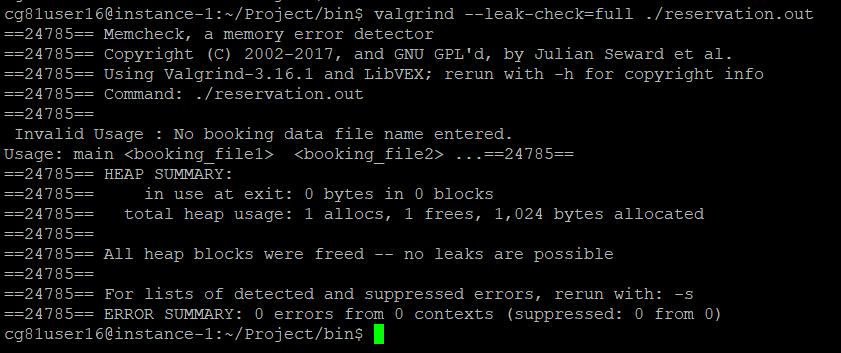 cg81user16@instance-1:~/Project/bin$ valgrind --leak-check=full ./reservation.out
==24785== Memcheck, a memory error detector
==24785== Copyright (C) 2002-2017, and GNU GPL'd, by Julian Seward et al.
==24785== Using Valgrind-3.16.1 and LibVEX; rerun with -h for copyright info
==24785== Command: ./reservation.out
==24785==
 Invalid Usage : No booking data file name entered.
Usage: main <booking_file1>  <booking_file2> ...==24785==
==24785== HEAP SUMMARY:
==24785==     in use at exit: 0 bytes in 0 blocks
==24785==   total heap usage: 1 allocs, 1 frees, 1,024 bytes allocated
==24785==
==24785== All heap blocks were freed -- no leaks are possible
==24785==
==24785== For lists of detected and suppressed errors, rerun with: -s
==24785== ERROR SUMMARY: 0 errors from 0 contexts (suppressed: 0 from 0)
cg81user16@instance-1:~/Project/bin$